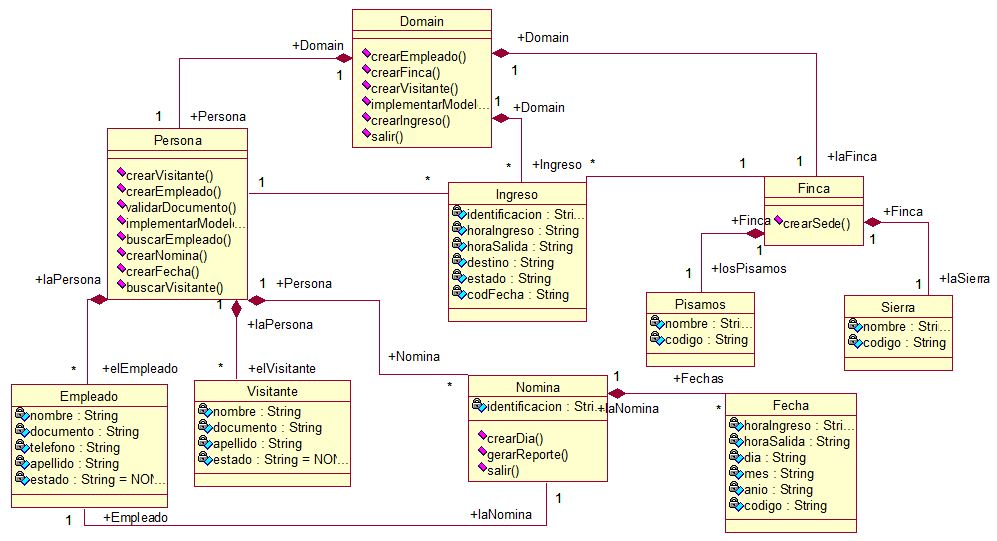 Domain
crearEmpleado()
crearFinca()
crearVisitante()
implementarModel...
crearIngreso()
salir()
+Domain
1
+Domain
1
1
+Domain
1
+Persona
Persona
crearVisitante()
crearEmpleado()
validarDocumento()
implementarModel...
buscarEmpleado()
crearNomina()
crearFecha()
buscarVisitante()
1
*
*
+Ingreso
*
1
1
+laFinca
Ingreso
identificacion : Stri...
horaIngreso : String
horaSalida : String
destino : String
estado : String
codFecha : String
Finca
crearSede()
+Finca
1
+Finca
1
1
+losPisamos
1
+laSierra
Pisamos
nombre : Stri...
codigo : String
Sierra
nombre : String
codigo : String
+laPersona
1
+laPersona
1
+Persona
*
+elEmpleado
*
+elVisitante
+Nomina
*
Empleado
nombre : String
documento : String
telefono : String
apellido : String
estado : String = NON...
Visitante
nombre : String
documento : String
apellido : String
estado : String = NON...
Nomina
identificacion : Stri...
crearDia()
gerarReporte()
salir()
1
+laNomina
+Fechas
*
Fecha
horaIngreso : String
horaSalida : String
dia : String
mes : String
anio : String
codigo : String
1
+Empleado
+laNomina
1